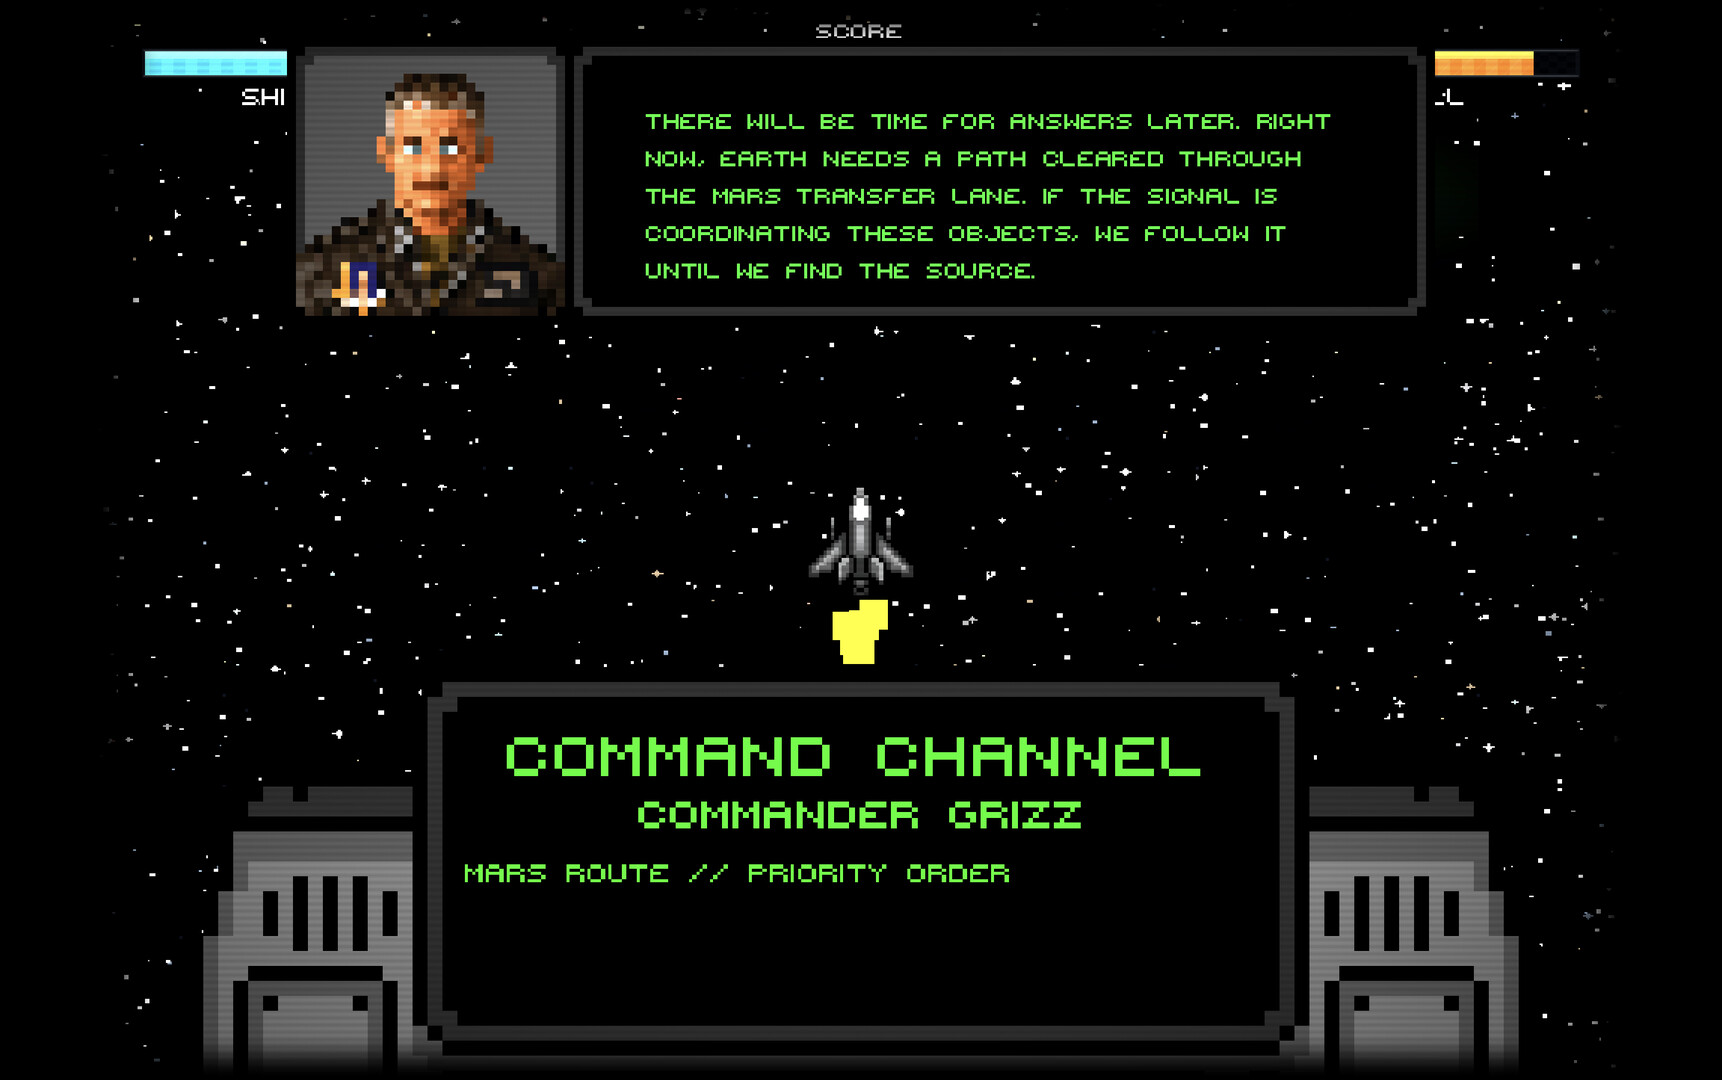 SCORE
SHI
THERE WILL BE TIME FOR ANSWERS LATER. RIGHT
NOW, EARTH NEEDS A PATH CLEARED THROUGH
THE MARS TRANSFER LANE. IF THE SIGNAL IS
COORDINATING THESE OBJECTS, WE FOLLOW IT
UNTIL WE FIND THE SOURCE.
COMMAND CHANNEL
COMMANDER GRIZZ
MARS ROUTE // PRIORITY ORDER